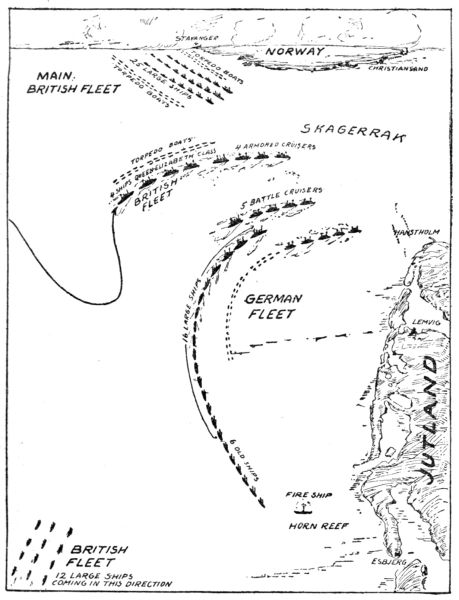 STAVANGER
NORWAY
CHRISTIANSAND
TORPEDO BOATS
25 LARGE SHIPS
TORPEDO BOATS
MAIN
BRITISH FLEET
SKAGERRAK
TORPEDO BOATS
SHIPS QUEEN ELIZABETH CLASS
4 ARMORED CRUISERS
BRITISH
FLEET
5 BATTLE CRUISERS
HANSTHOLM
16 LARGE SHIPS
GERMAN
FLEET
LEMVIG
JUTLAND
6 OLD SHIPS
FIRE SHIP
HORN REEF
ESBJERG
BRITISH
FLEET
12 LARGE SHIPS
COMING IN THIS DIRECTION